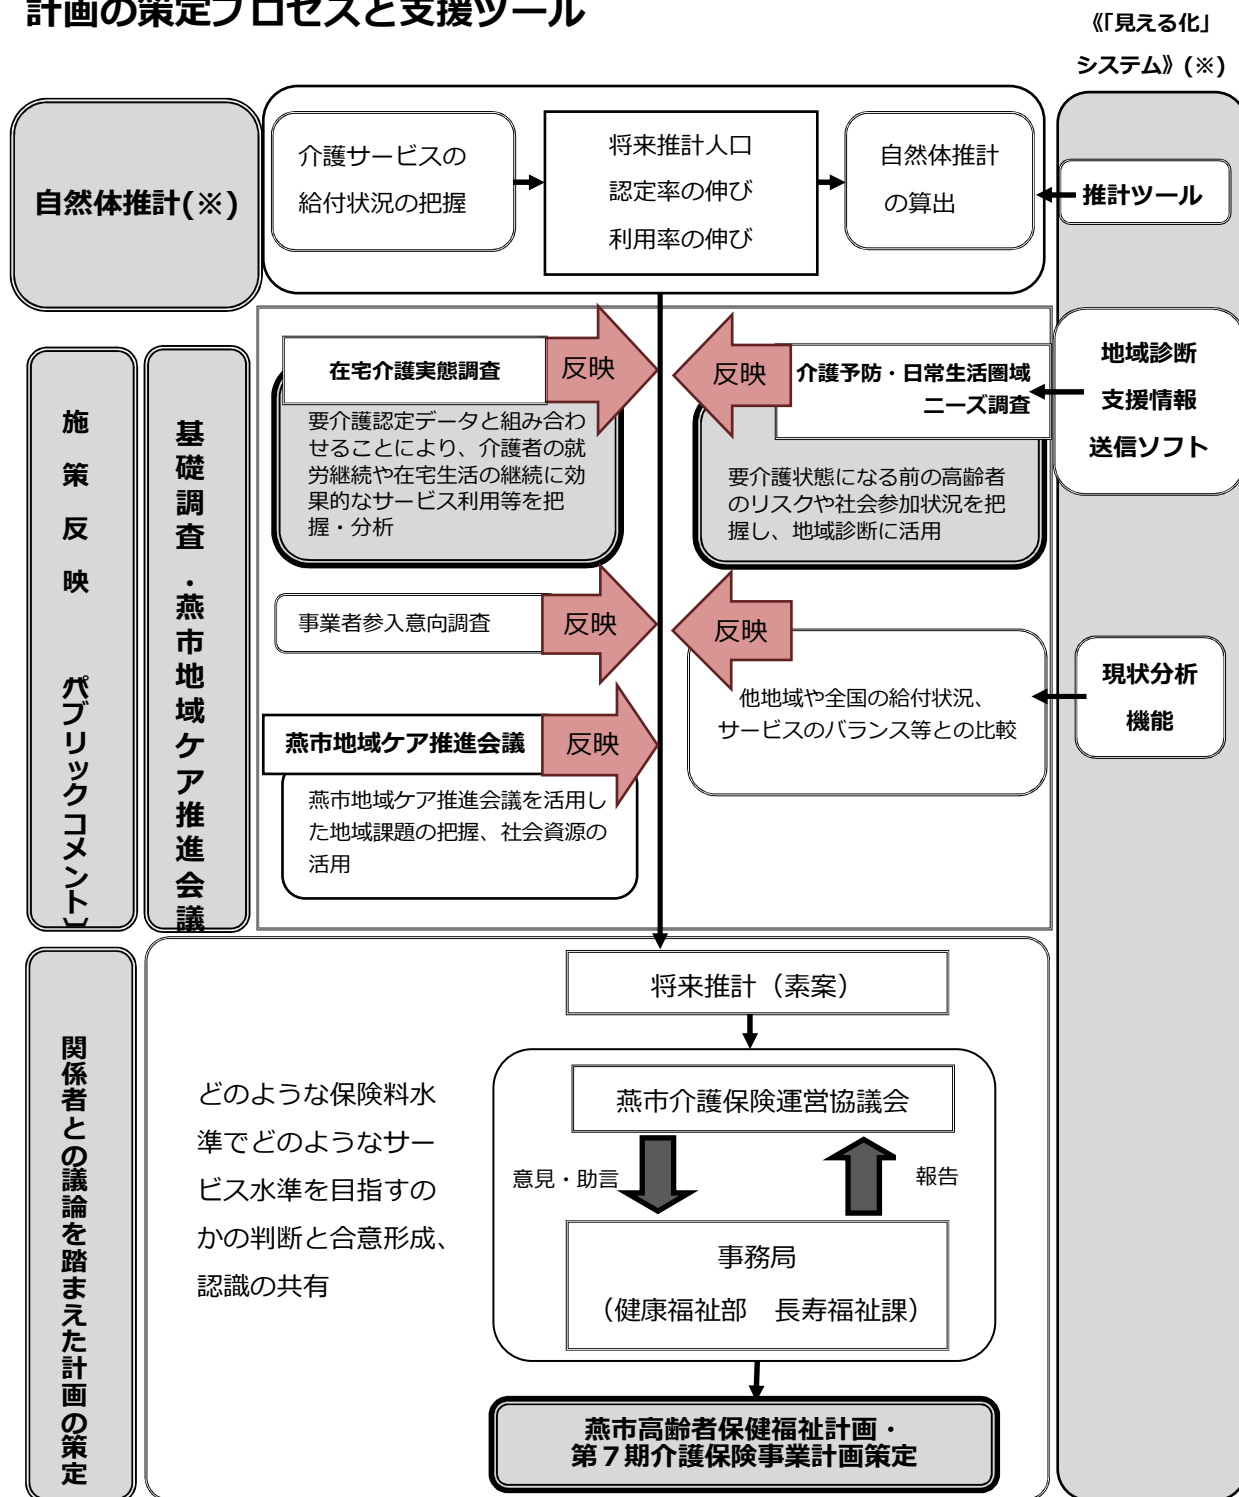 計画の策定プロセスと支援ツール
《「見える化」
システム》(※)
自然体推計(※)
介護サービスの
給付状況の把握
将来推計人口
認定率の伸び
利用率の伸び
自然体推計
の算出
推計ツール
施策反映 (パブリックコメント)
基礎調査・燕市地域ケア推進会議
在宅介護実態調査
反映
要介護認定データと組み合わ
せることにより、介護者の就
労継続や在宅生活の継続に効
果的なサービス利用等を把
握・分析
反映
介護予防・日常生活圏域
ニーズ調査
要介護状態になる前の高齢者
のリスクや社会参加状況を把
握し、地域診断に活用
地域診断
支援情報
送信ソフト
事業者参入意向調査
反映
反映
他地域や全国の給付状況、
サービスのバランス等との比較
現状分析
機能
燕市地域ケア推進会議
反映
燕市地域ケア推進会議を活用し
た地域課題の把握、社会資源の
活用
関係者との議論を踏まえた計画の策定
将来推計（素案）
どのような保険料水
準でどのようなサー
ビス水準を目指すの
かの判断と合意形成、
認識の共有
燕市介護保険運営協議会
意見・助言
報告
事務局
（健康福祉部　長寿福祉課）
燕市高齢者保健福祉計画・
第７期介護保険事業計画策定